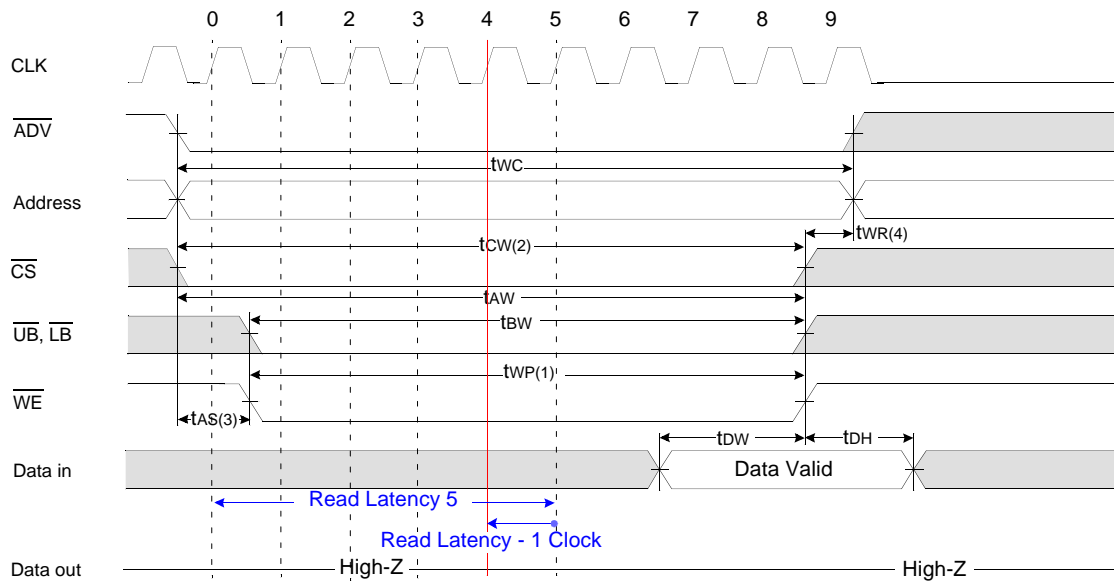 0 1 2 3 4 5 6 7 8 9
CLK
ADV
tWC
Address
tWR(4)
tCW(2)
CS
tAW
tBW
UB, LB
tWP(1)
WE
tAS(3)
tDW tDH
Data in Data Valid
Read Latency 5
Read Latency - 1 Clock
Data out High-Z High-Z